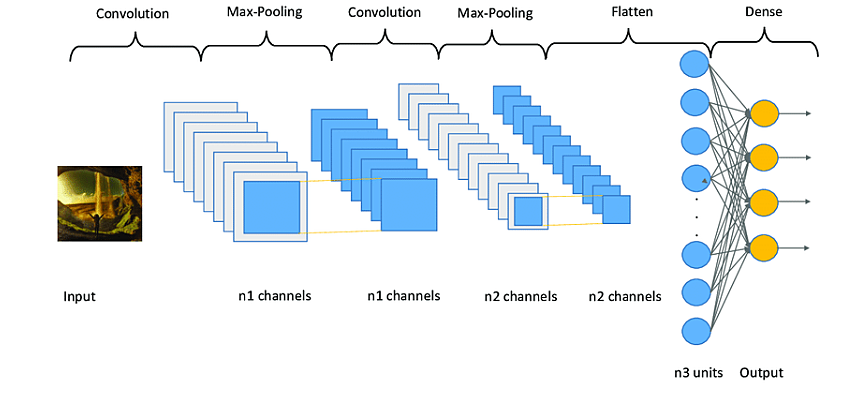 Convolution
Max-Pooling
Convolution
Max-Pooling
Flatten
Dense
Input
n1 channels
n1 channels
n2 channels
n2 channels
n3 units
Output